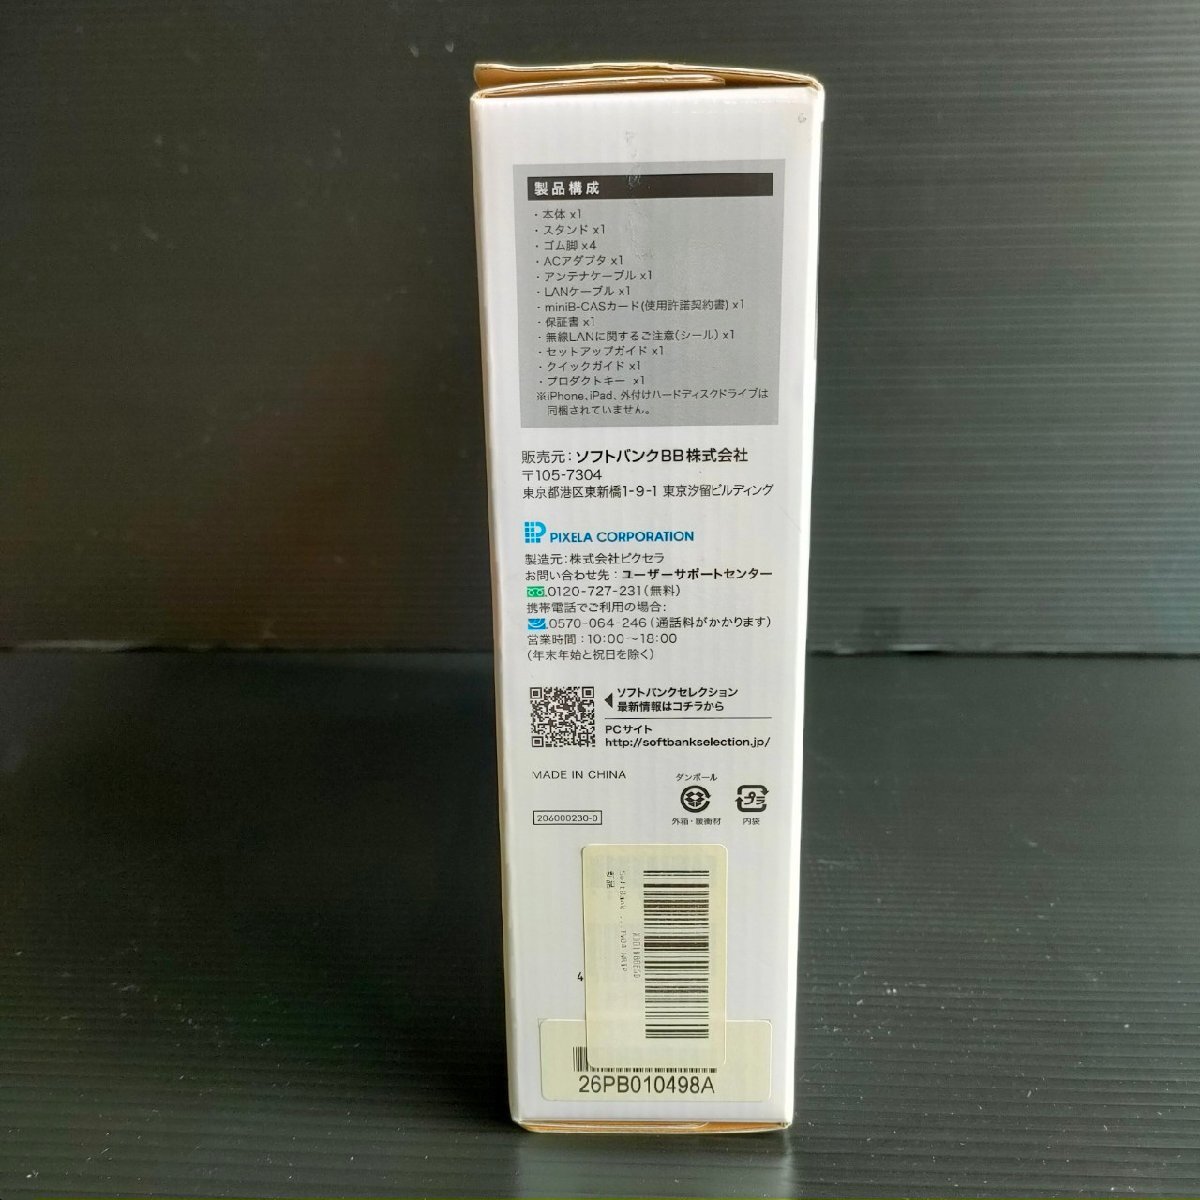 製品構成
・本体 x1
・スタンド x1
・ゴム脚 x4
・ACアダプタ x1
・アンテナケーブル x1
・LANケーブル x1
・miniB-CASカード(使用許諾契約書) x1
・保証書 x1
・無線LANに関するご注意(シール) x1
・セットアップガイド x1
・クイックガイド x1
・プロダクトキー x1
※iPhone、iPad、外付けハードディスクドライブは
同梱されていません。
販売元：ソフトバンクBB株式会社
〒105-7304
東京都港区東新橋1-9-1 東京汐留ビルディング
PIXELA CORPORATION
製造元：株式会社ピクセラ
お問い合わせ先：ユーザーサポートセンター
0120-727-231(無料)
携帯電話でご利用の場合:
0570-064-246 (通話料がかかります)
営業時間：10:00～18:00
(年末年始と祝日を除く)
ソフトバンクセレクション
最新情報はコチラから
PCサイト
http://softbankselection.jp/
MADE IN CHINA
ダンボール
プラ
外箱・緩衝材
内袋
206000230-0
SoftBank
新品
4
26PB010498A